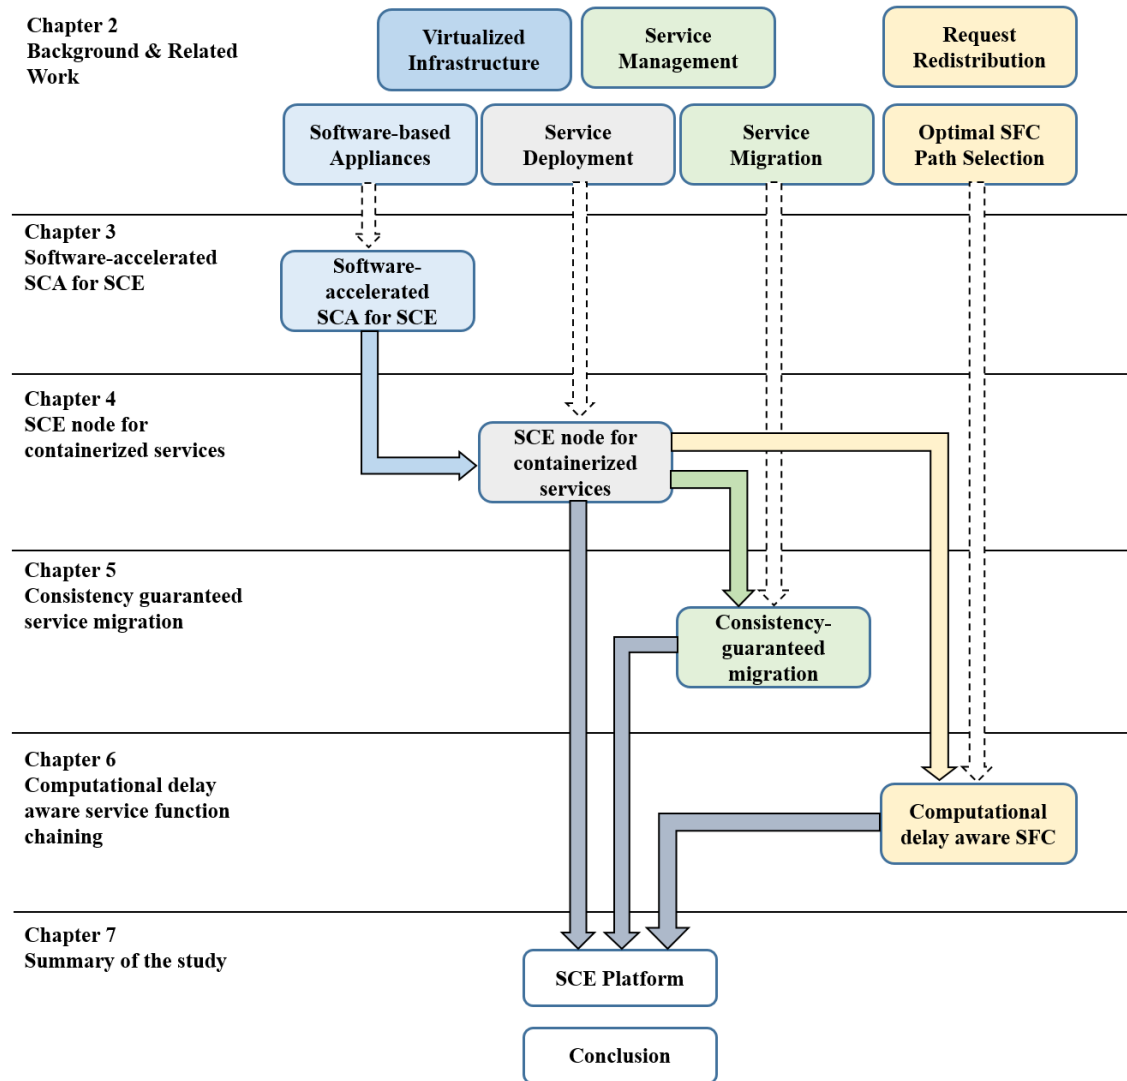 Chapter 2
Background & Related
Work
Virtualized
Infrastructure
Service
Management
Request
Redistribution
Software-based
Appliances
Service
Deployment
Service
Migration
Optimal SFC
Path Selection
Chapter 3
Software-accelerated
SCA for SCE
Software-
accelerated
SCA for SCE
Chapter 4
SCE node for
containerized services
SCE node for
containerized
services
Chapter 5
Consistency guaranteed
service migration
Consistency-
guaranteed
migration
Chapter 6
Computational delay
aware service function
chaining
Computational
delay aware SFC
Chapter 7
Summary of the study
SCE Platform
Conclusion